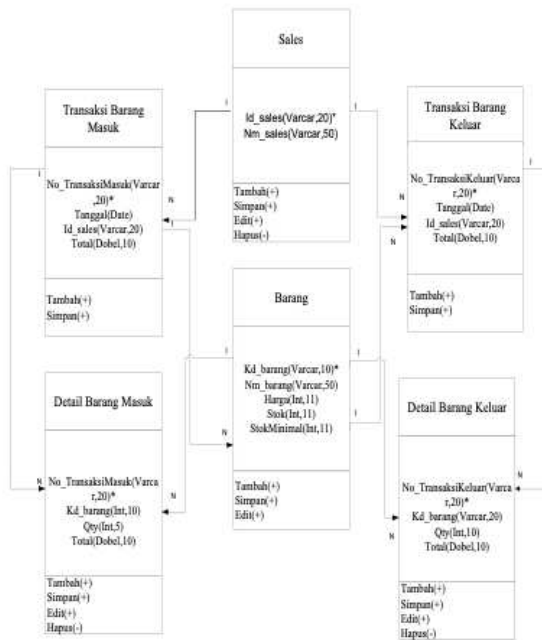 Sales
Id_sales(Varcar,20)*
Nm_sales(Varcar,50)
Tambah(+)
Simpan(+)
Edit(+)
Hapus(-)
Transaksi Barang
Masuk
No_TransaksiMasuk(Varcar
,20)*
Tanggal(Date)
Id_sales(Varcar,20)
Total(Dobel,10)
Tambah(+)
Simpan(+)
Transaksi Barang
Keluar
No_TransaksiKeluar(Varca
r,20)*
Tanggal(Date)
Id_sales(Varcar,20)
Total(Dobel,10)
Tambah(+)
Simpan(+)
Barang
Kd_barang(Varcar,10)*
Nm_barang(Varcar,50)
Harga(Int,11)
Stok(Int,11)
StokMinimal(Int,11)
Tambah(+)
Simpan(+)
Edit(+)
Detail Barang Masuk
No_TransaksiMasuk(Varca
r,20)*
Kd_barang(Int,10)
Qty(Int,5)
Total(Dobel,10)
Tambah(+)
Simpan(+)
Edit(+)
Hapus(-)
Detail Barang Keluar
No_TransaksiKeluar(Varca
r,20)*
Kd_barang(Varcar,20)
Qty(Int,10)
Total(Dobel,10)
Tambah(+)
Simpan(+)
Edit(+)
Hapus(-)
N
N
N
N
N
N
N
N